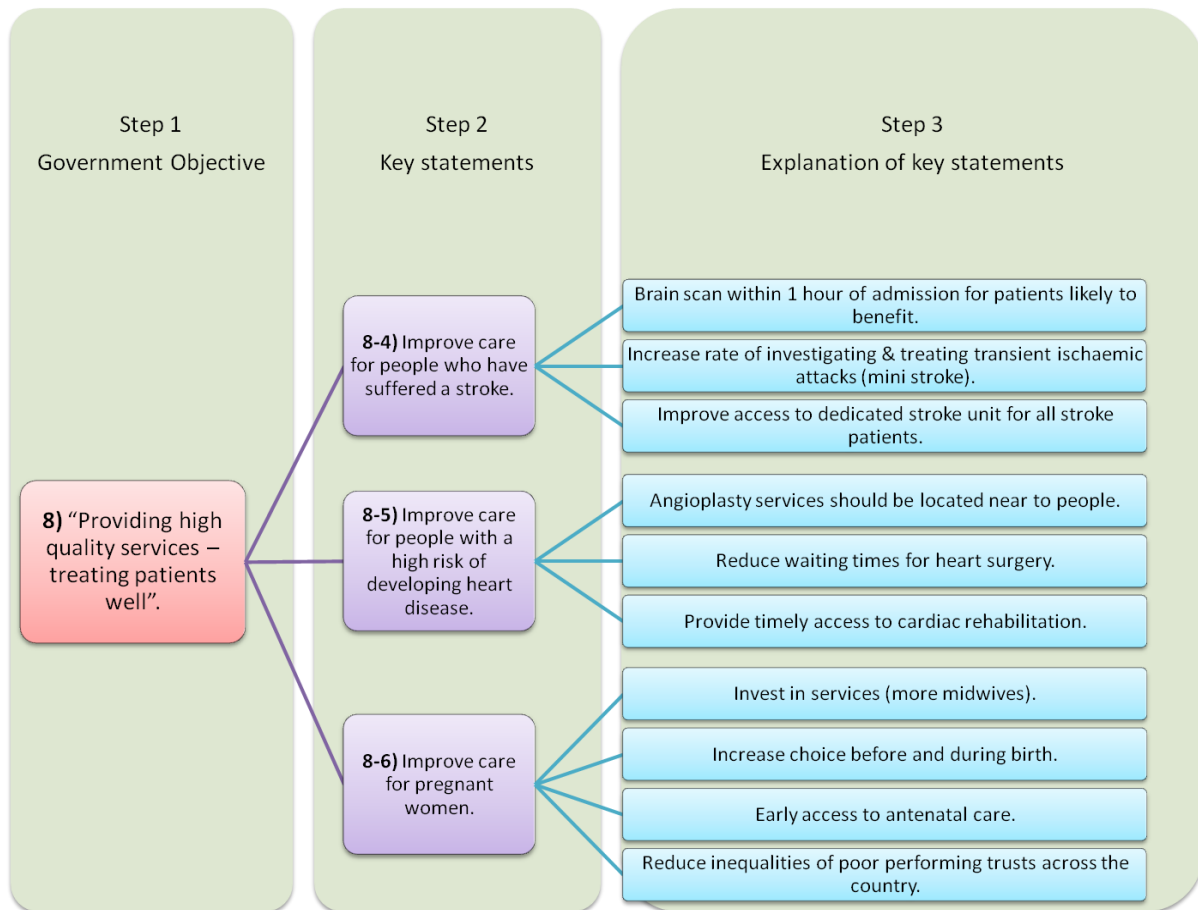 Step 1
Government Objective
Step 2
Key statements
Step 3
Explanation of key statements
8) “Providing high
quality services –
treating patients
well”.
8-4) Improve care
for people who have
suffered a stroke.
Brain scan within 1 hour of admission for patients likely to
benefit.
Increase rate of investigating & treating transient ischaemic
attacks (mini stroke).
Improve access to dedicated stroke unit for all stroke
patients.
8-5) Improve care
for people with a
high risk of
developing heart
disease.
Angioplasty services should be located near to people.
Reduce waiting times for heart surgery.
Provide timely access to cardiac rehabilitation.
8-6) Improve care
for pregnant
women.
Invest in services (more midwives).
Increase choice before and during birth.
Early access to antenatal care.
Reduce inequalities of poor performing trusts across the
country.